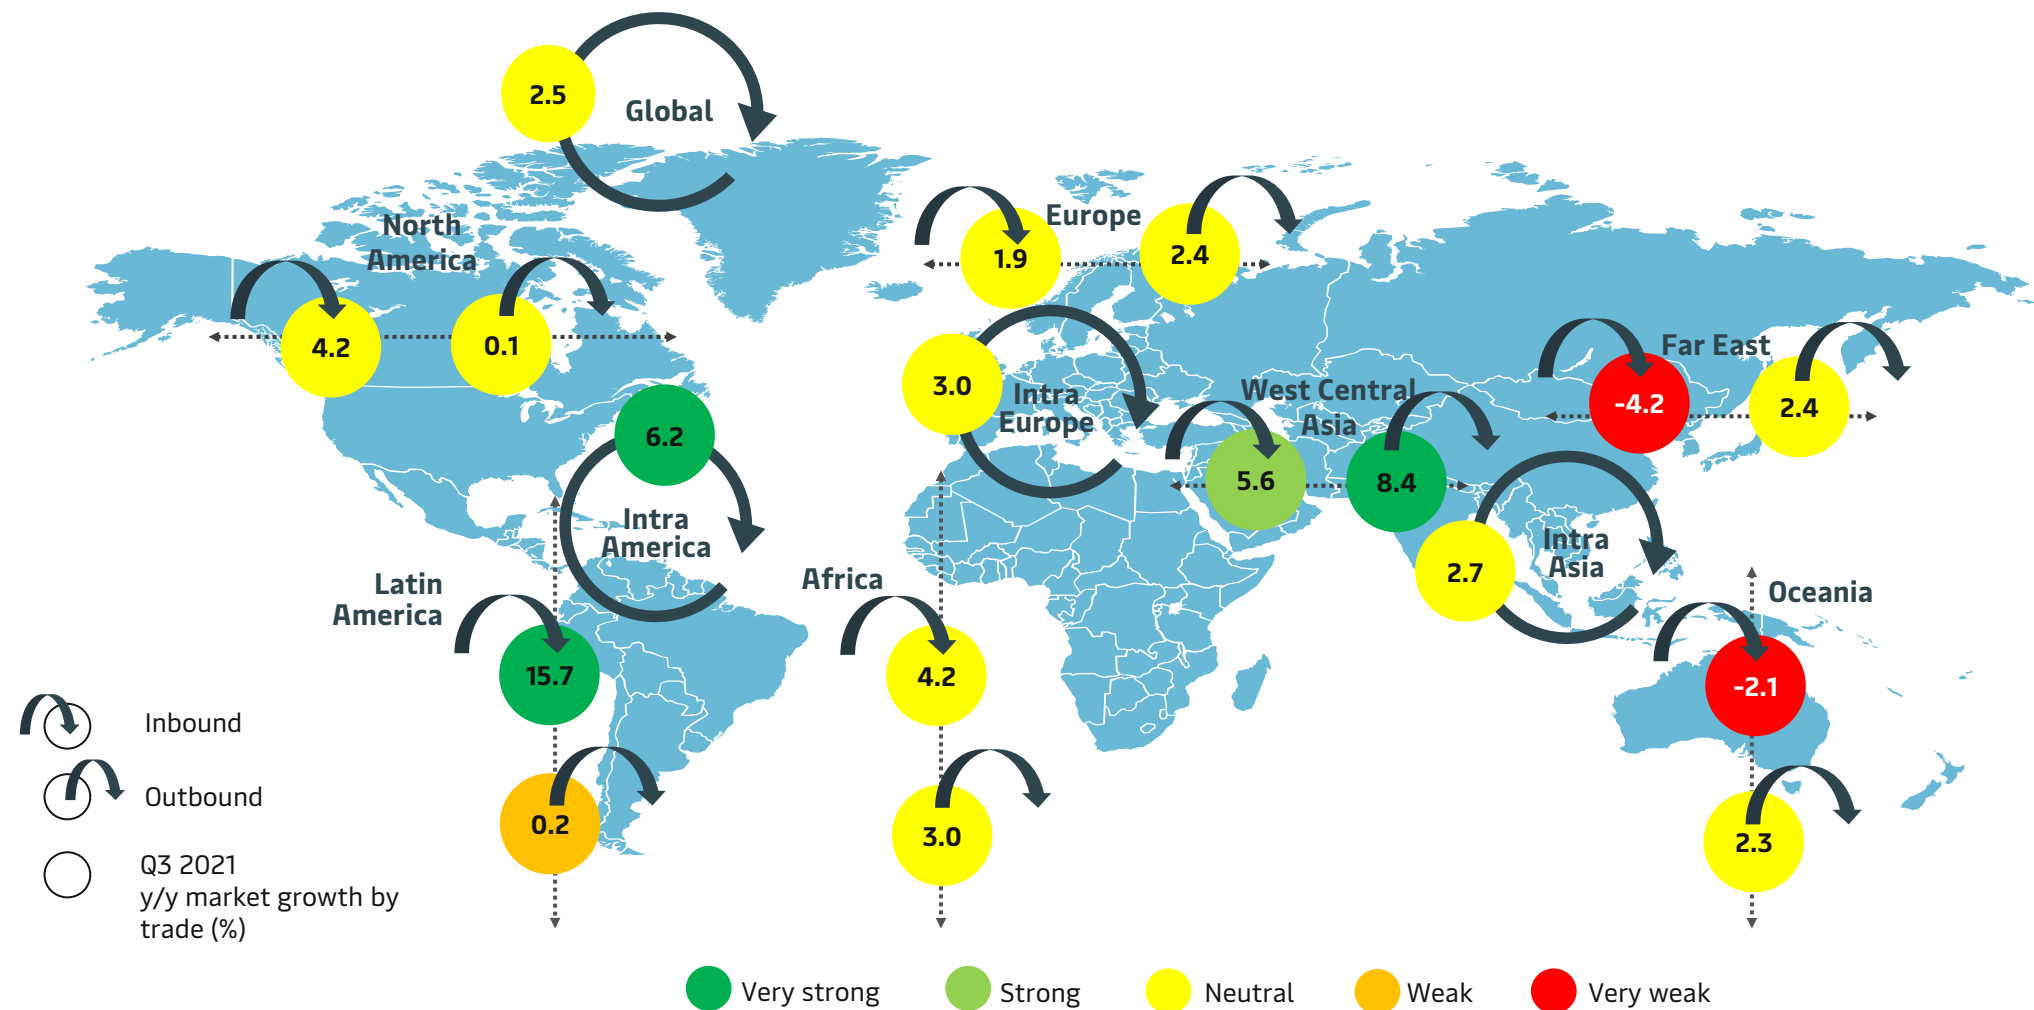 2.5
Global
North
America
4.2
0.1
Europe
1.9
2.4
3.0
Intra
Europe
West Central
Asia
5.6
8.4
Far East
-4.2
2.4
6.2
Intra
America
Intra
Asia
2.7
Latin
America
15.7
0.2
Africa
4.2
3.0
Oceania
-2.1
2.3
Inbound
Outbound
Q3 2021
y/y market growth by
trade (%)
Very strong
Strong
Neutral
Weak
Very weak